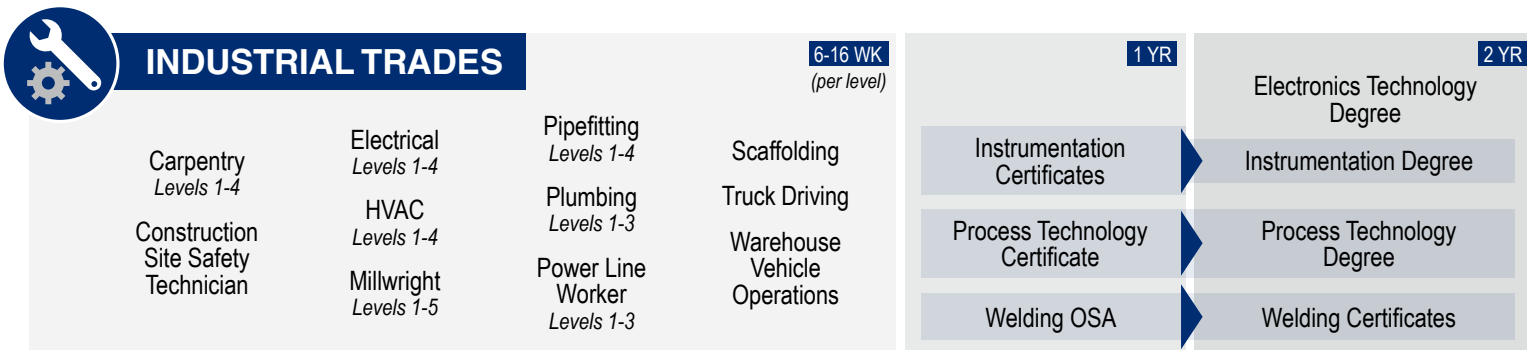 INDUSTRIAL TRADES
6-16 WK
(per level)
Carpentry
Levels 1-4
Construction
Site Safety
Technician
Electrical
Levels 1-4
HVAC
Levels 1-4
Millwright
Levels 1-5
Pipefitting
Levels 1-4
Plumbing
Levels 1-3
Power Line
Worker
Levels 1-3
Scaffolding
Truck Driving
Warehouse
Vehicle
Operations
1 YR
Instrumentation
Certificates
Process Technology
Certificate
Welding OSA
2 YR
Electronics Technology
Degree
Instrumentation Degree
Process Technology
Degree
Welding Certificates